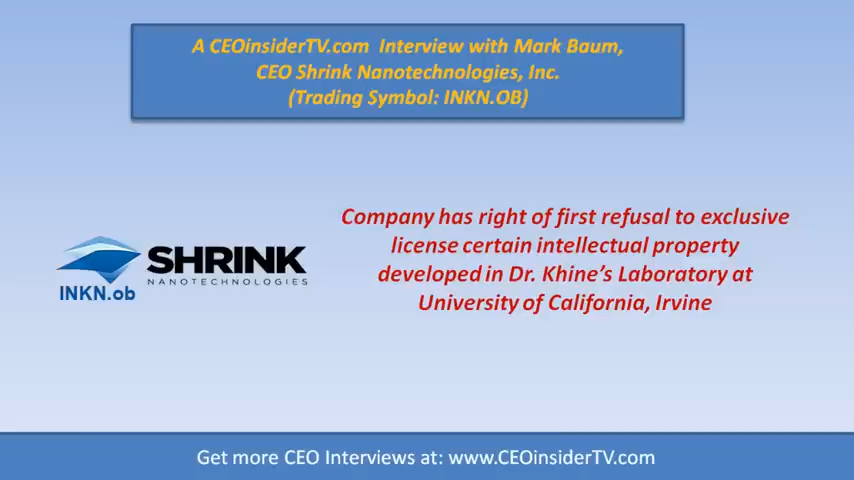 A CEOinsiderTV.com Interview with Mark Baum,
CEO Shrink Nanotechnologies, Inc.
(Trading Symbol: INKN.OB)
Company has right of first refusal to exclusive
license certain intellectual property
developed in Dr. Khine's Laboratory at
University of California, Irvine
SHRINK
NANOTECHNOLOGIES
INKN.ob
Get more CEO Interviews at: www.CEOinsiderTV.com